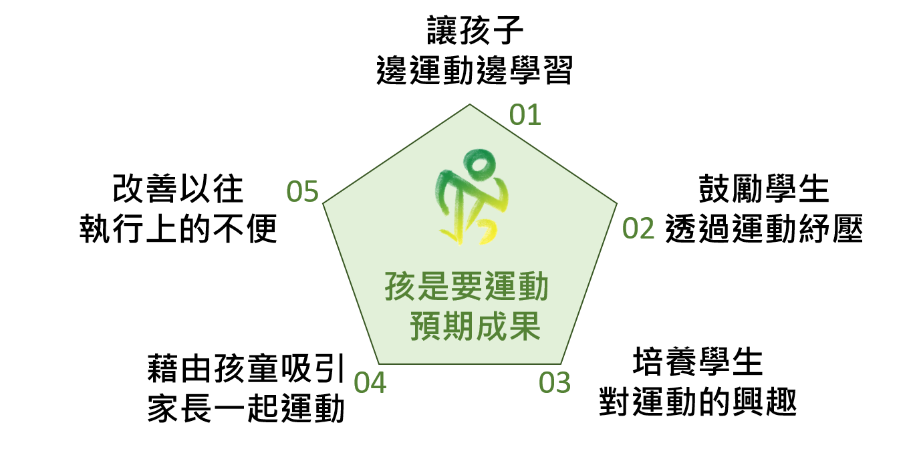 讓孩子
邊運動邊學習
01
鼓勵學生
02 透過運動紓壓
培養學生
03 對運動的興趣
藉由孩童吸引
家長一起運動 04
改善以往 05
執行上的不便
孩是要運動
預期成果